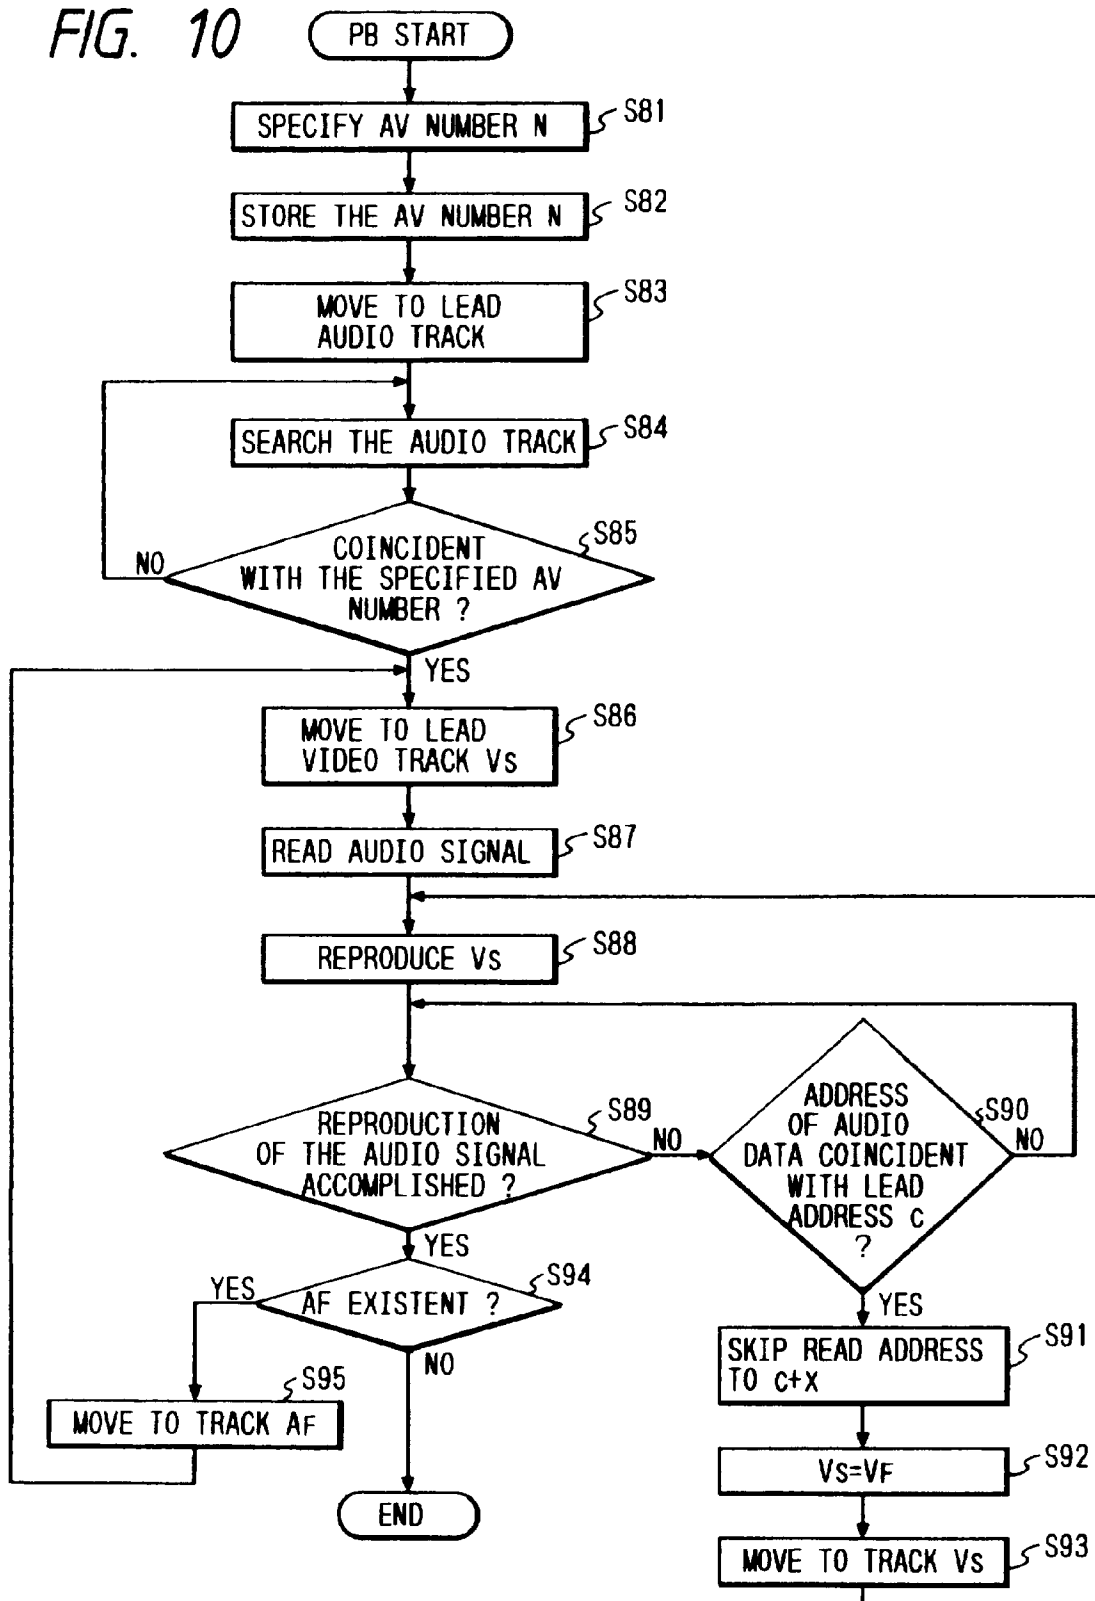 FIG. 10
PB START
SPECIFY AV NUMBER N
S81
STORE THE AV NUMBER N
S82
MOVE TO LEAD
AUDIO TRACK
S83
SEARCH THE AUDIO TRACK
S84
COINCIDENT
WITH THE SPECIFIED AV
NUMBER ?
S85
NO
YES
MOVE TO LEAD
VIDEO TRACK Vs
S86
READ AUDIO SIGNAL
S87
REPRODUCE Vs
S88
REPRODUCTION
OF THE AUDIO SIGNAL
ACCOMPLISHED ?
S89
NO
YES
ADDRESS
OF AUDIO
DATA COINCIDENT
WITH LEAD
ADDRESS c
?
S90
NO
YES
AF EXISTENT ?
S94
YES
NO
SKIP READ ADDRESS
TO c+x
S91
S95
MOVE TO TRACK AF
Vs=VF
S92
END
MOVE TO TRACK Vs
S93